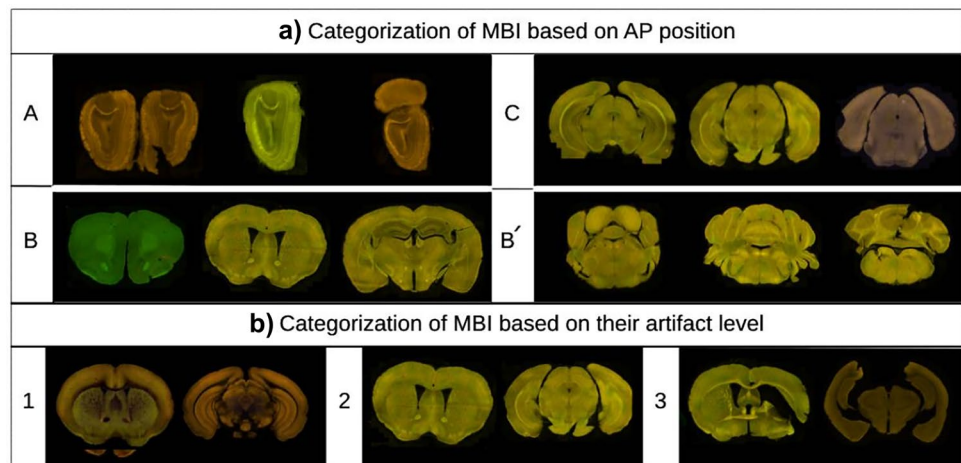 a) Categorization of MBI based on AP position
A
C
B
B′
b) Categorization of MBI based on their artifact level
1
2
3